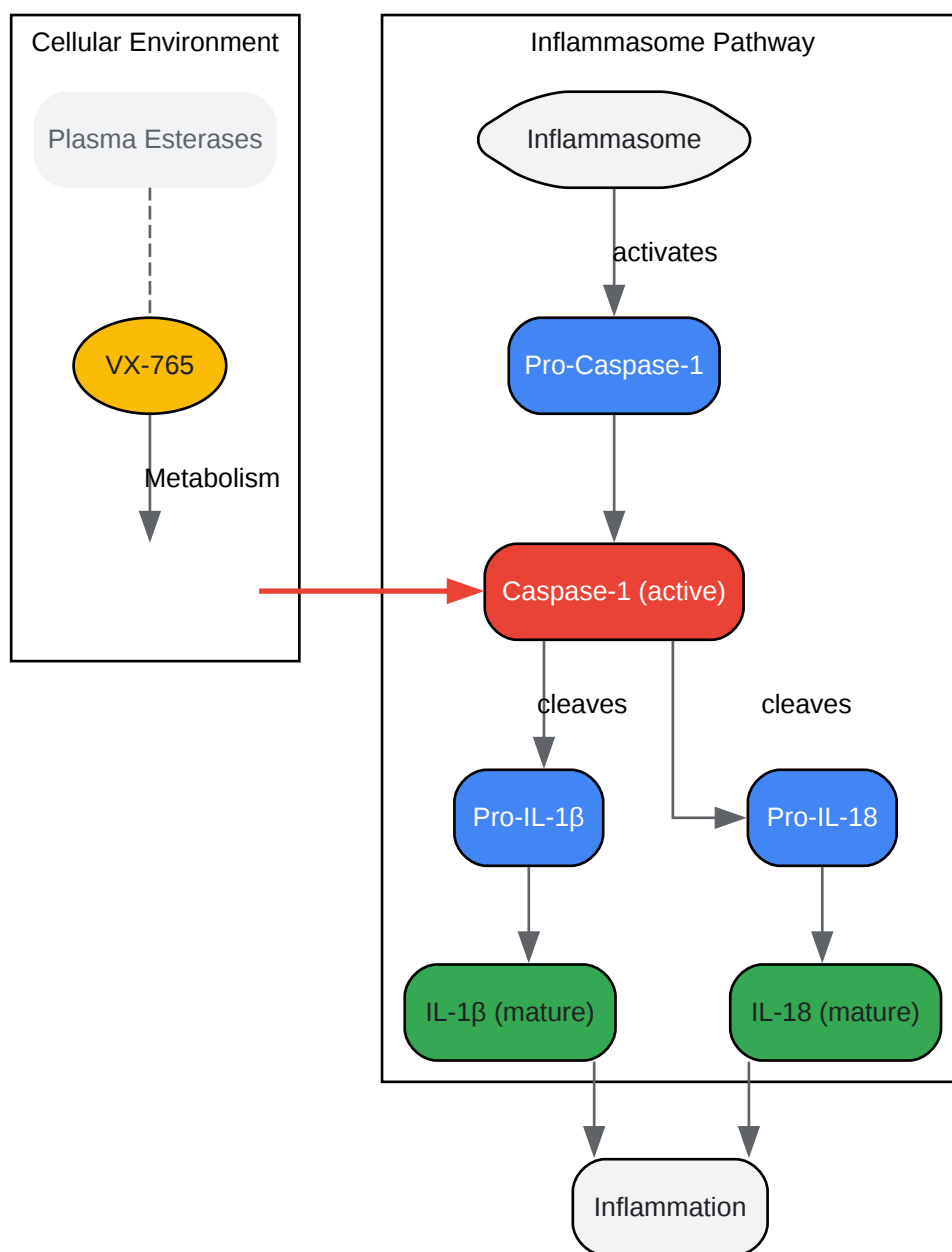 Cellular Environment
Plasma Esterases
VX-765
Metabolism
Inflammasome Pathway
Inflammasome
activates
Pro-Caspase-1
Caspase-1 (active)
cleaves
cleaves
Pro-IL-1β
Pro-IL-18
IL-1β (mature)
IL-18 (mature)
Inflammation